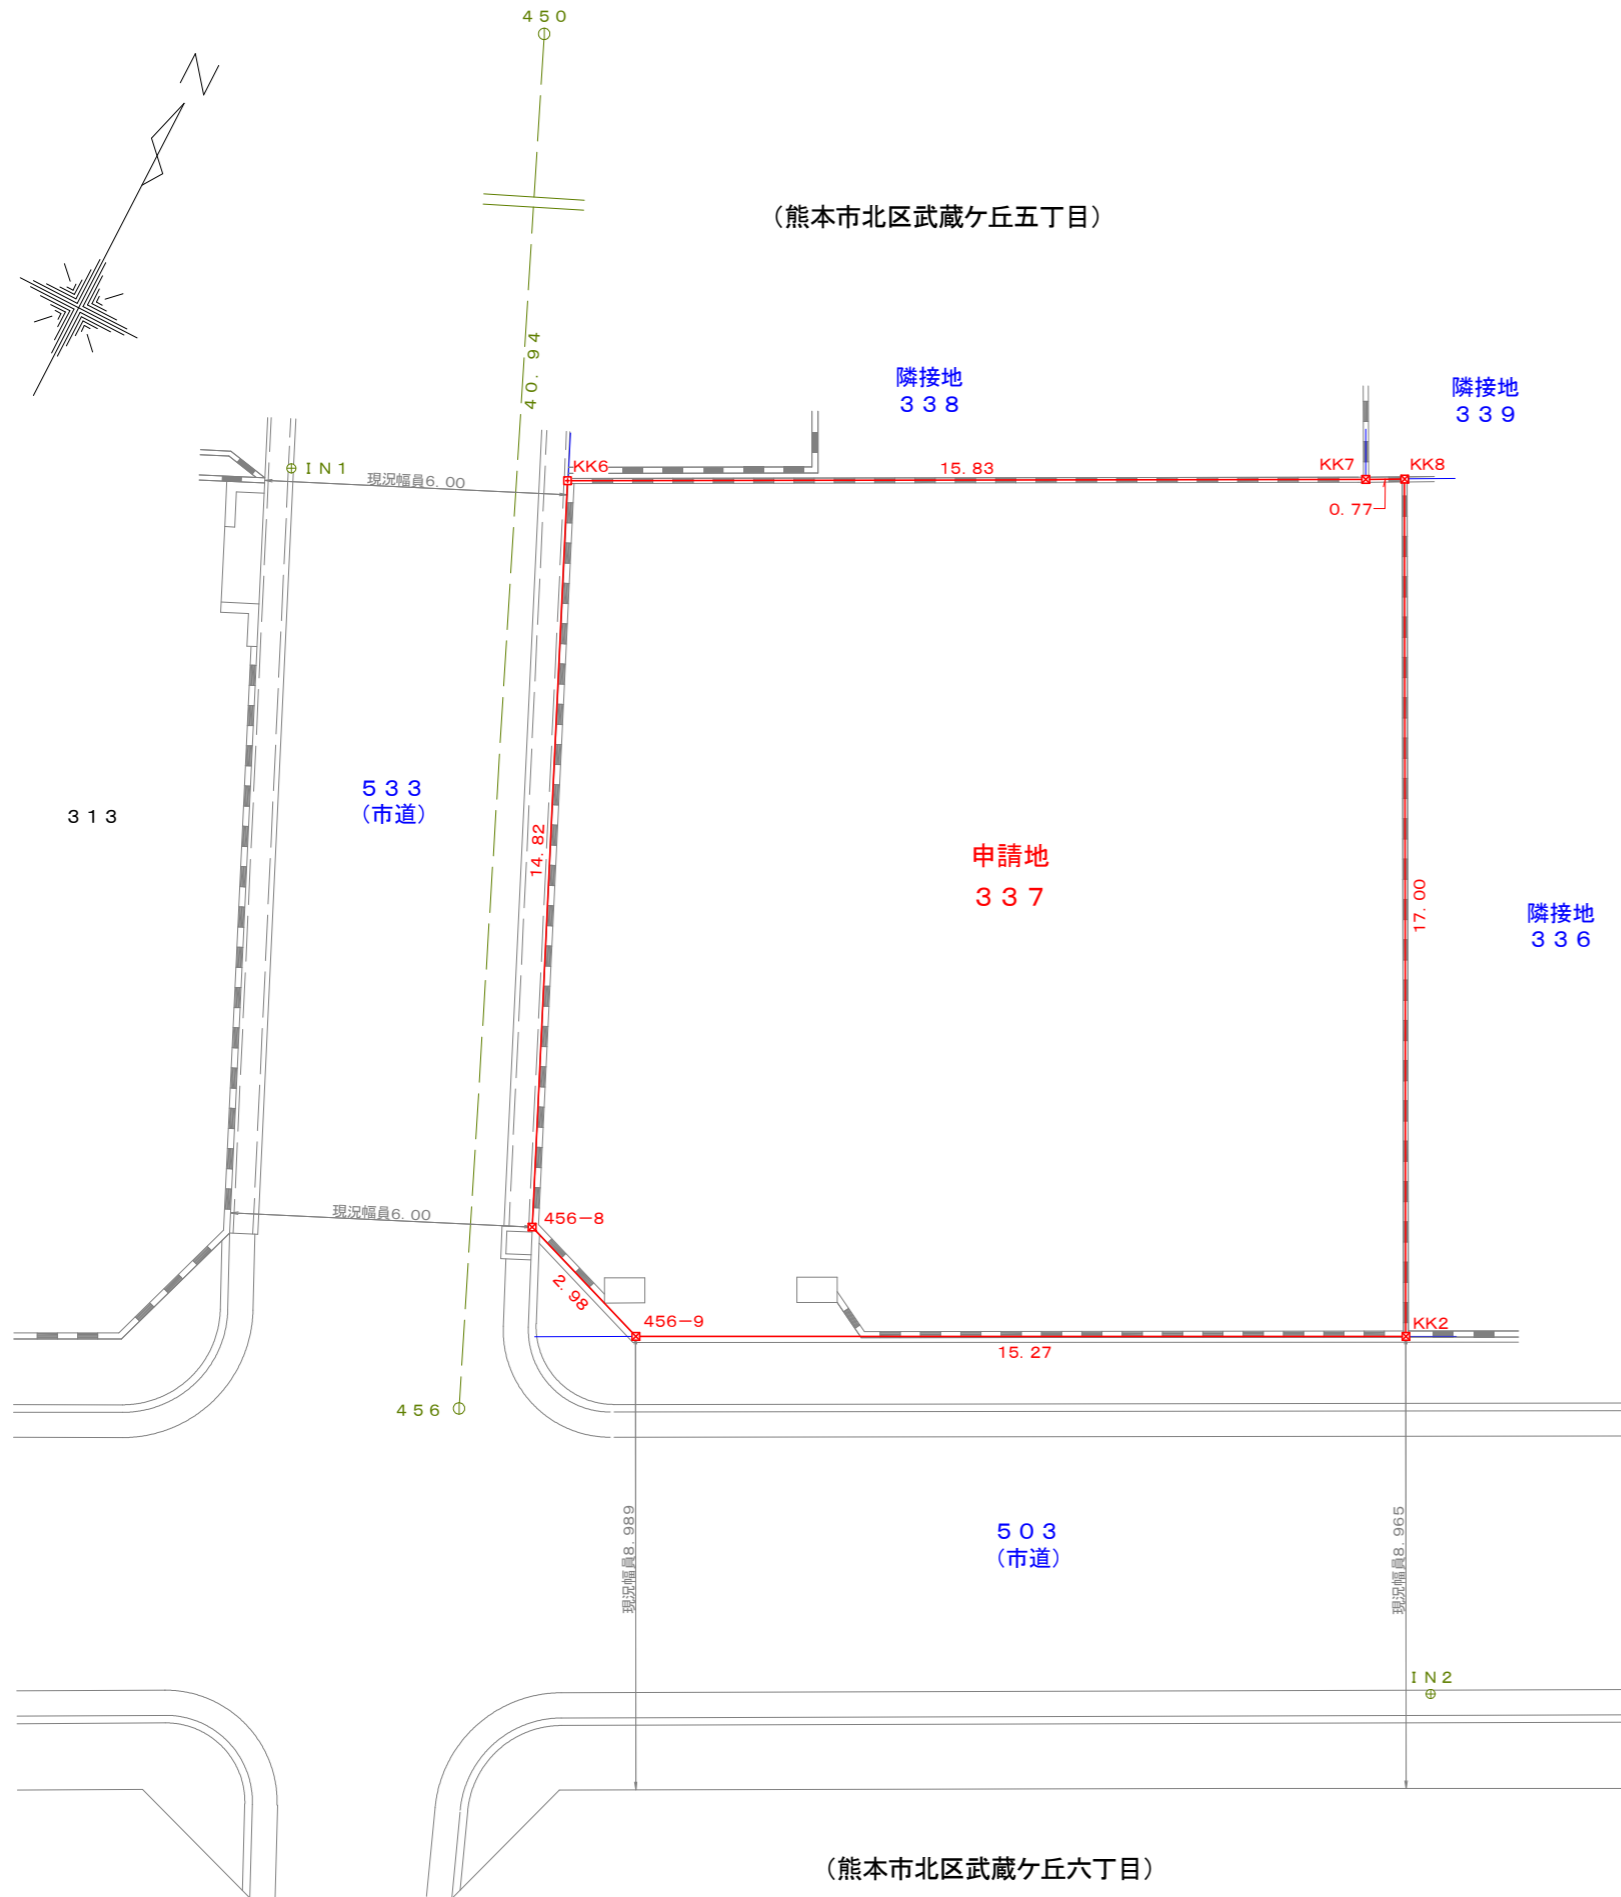 450
N
(熊本市北区武蔵ケ丘五丁目)
40.94
隣接地
338
隣接地
339
IN1
現況幅員6.00
KK6
15.83
KK7
KK8
0.77
533
(市道)
313
14.82
申請地
337
17.00
隣接地
336
現況幅員6.00
456-8
2.98
456-9
KK2
15.27
456
現況幅員8.989
503
(市道)
現況幅員8.965
IN2
(熊本市北区武蔵ケ丘六丁目)